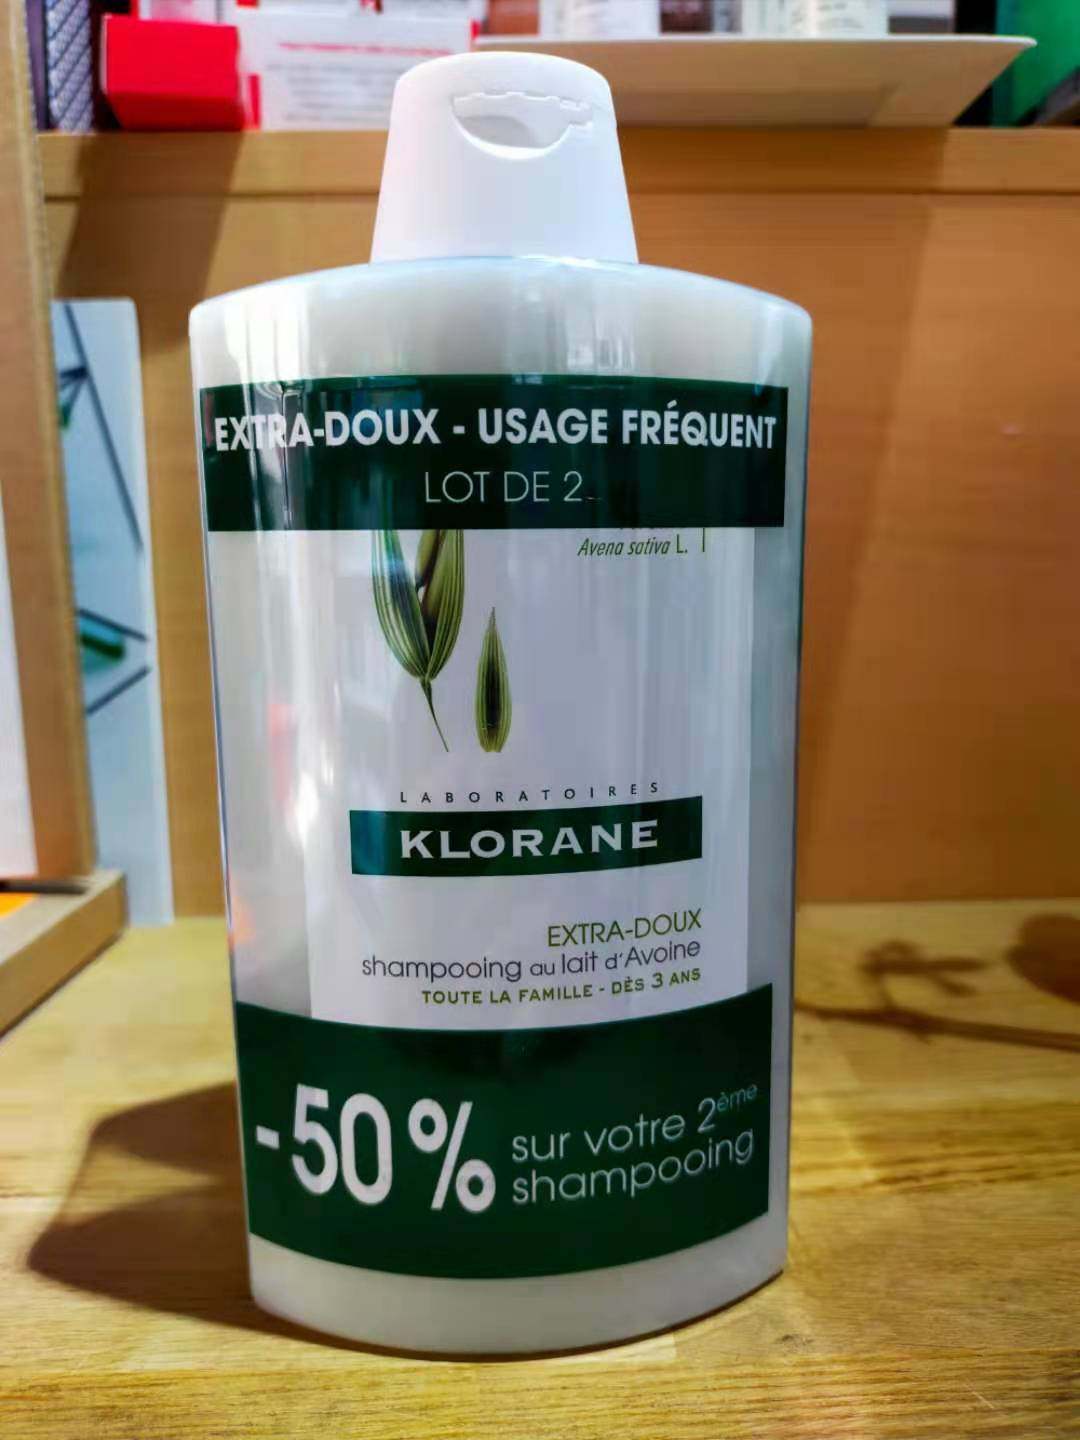 EXTRA-DOUX - USAGE FRÉQUENT
LOT DE 2
Avena sativa L.
LABORATOIRES
KLORANE
EXTRA-DOUX
shampooing au lait d'Avoine
TOUTE LA FAMILLE - DÈS 3 ANS
-50% sur votre 2ème
shampooing